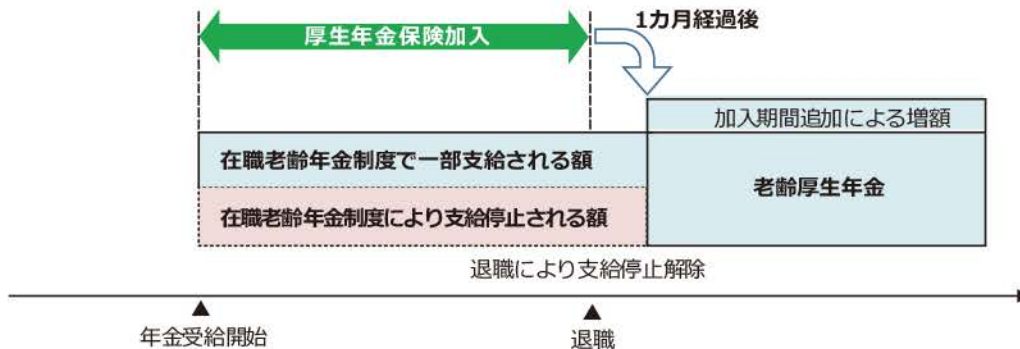 1カ月経過後
厚生年金保険加入
加入期間追加による増額
在職老齢年金制度で一部支給される額
老齢厚生年金
在職老齢年金制度により支給停止される額
退職により支給停止解除
▲
▲
年金受給開始
退職